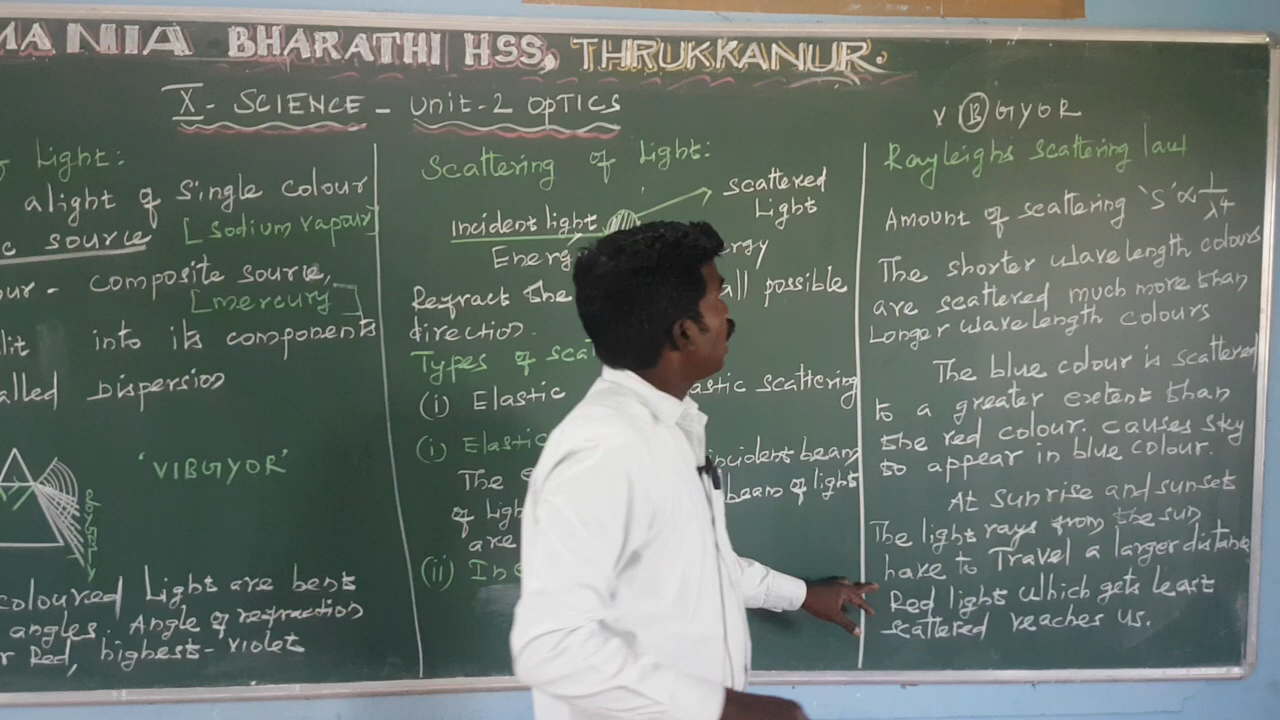 MANIA BHARATHI HSS, THRUKKANUR.
X - SCIENCE - Unit-2 OPTICS
Light:
a light of Single colour
[sodium vapour]
source
composite source,
[mercury]
into its components
Dispersion
'VIBGYOR'
coloured Light are bent
angles. Angle of refraction
Red, highest - violet
Scattering of Light:
scattered
Light
Incident light
Refract the all possible
direction.
Types of
(i) Elastic scattering
(i) Elastic
The incident beam
of beam of light
are
(ii)
V B G Y O R
Rayleighs scattering law
Amount of scattering 'S' ∝ 1/λ4
The shorter wavelength colours
are scattered much more than
Longer wavelength colours
The blue colour is scattered
to a greater extent than
the red colour. causes sky
to appear in blue colour.
At sunrise and sunset
The light rays from the sun
have to Travel a larger distance
Red light which gets least
scattered reaches us.